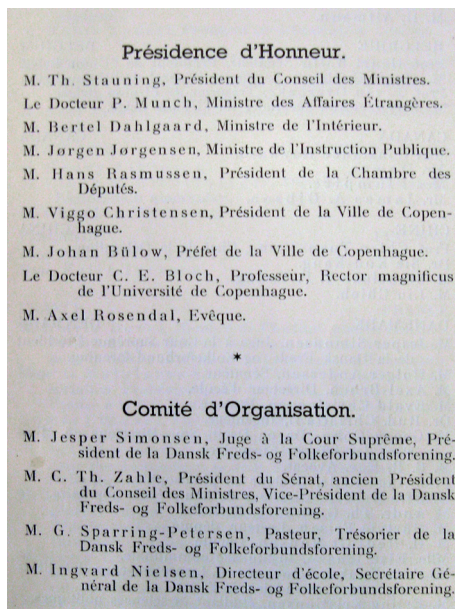 Présidence d'Honneur.
M. Th. Stauning, Président du Conseil des Ministres.
Le Docteur P. Munch, Ministre des Affaires Étrangères.
M. Bertel Dahlgaard, Ministre de l'Intérieur.
M. Jørgen Jørgensen, Ministre de l'Instruction Publique.
M. Hans Rasmussen, Président de la Chambre des
Députés.
M. Viggo Christensen, Président de la Ville de Copen-
hague.
M. Johan Bülow, Préfet de la Ville de Copenhague.
Le Docteur C. E. Bloch, Professeur, Rector magnificus
de l'Université de Copenhague.
M. Axel Rosendal, Evêque.
*
Comité d'Organisation.
M. Jesper Simonsen, Juge à la Cour Suprême, Pré-
sident de la Dansk Freds- og Folkeforbundsforening.
M. C. Th. Zahle, Président du Sénat, ancien Président
du Conseil des Ministres, Vice-Président de la Dansk
Freds- og Folkeforbundsforening.
M. G. Sparring-Petersen, Pasteur, Trésorier de la
Dansk Freds- og Folkeforbundsforening.
M. Ingvard Nielsen, Directeur d'école, Secrétaire Gé-
néral de la Dansk Freds- og Folkeforbundsforening.